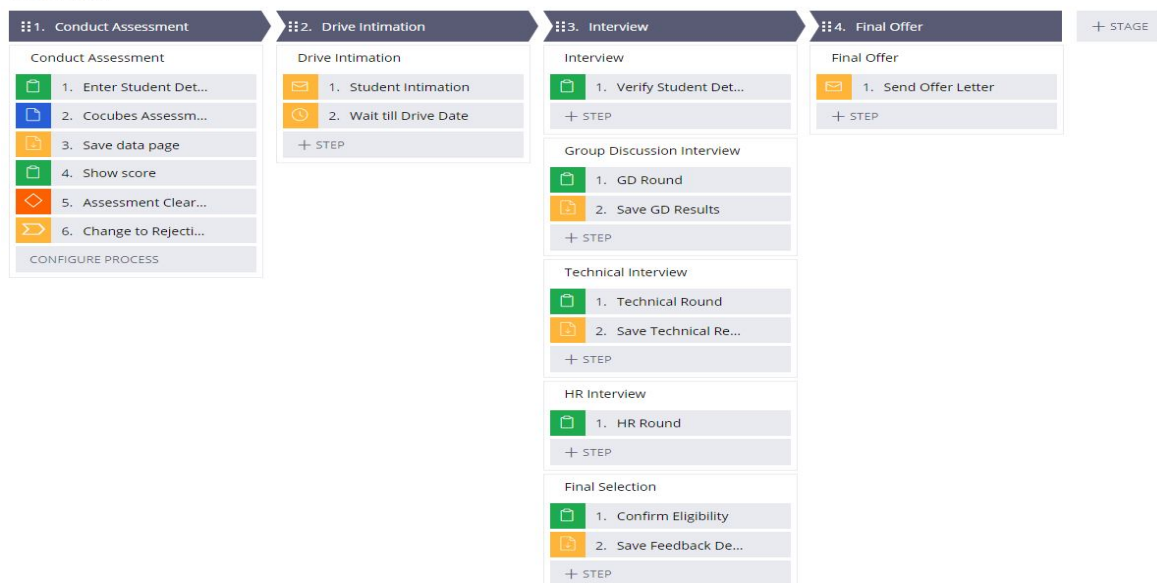 1. Conduct Assessment
2. Drive Intimation
3. Interview
4. Final Offer
+ STAGE
Conduct Assessment
1. Enter Student Det...
2. Cocubes Assessm...
3. Save data page
4. Show score
5. Assessment Clear...
6. Change to Rejecti...
CONFIGURE PROCESS
Drive Intimation
1. Student Intimation
2. Wait till Drive Date
+ STEP
Interview
1. Verify Student Det...
+ STEP
Group Discussion Interview
1. GD Round
2. Save GD Results
+ STEP
Technical Interview
1. Technical Round
2. Save Technical Re...
+ STEP
HR Interview
1. HR Round
+ STEP
Final Selection
1. Confirm Eligibility
2. Save Feedback De...
+ STEP
Final Offer
1. Send Offer Letter
+ STEP